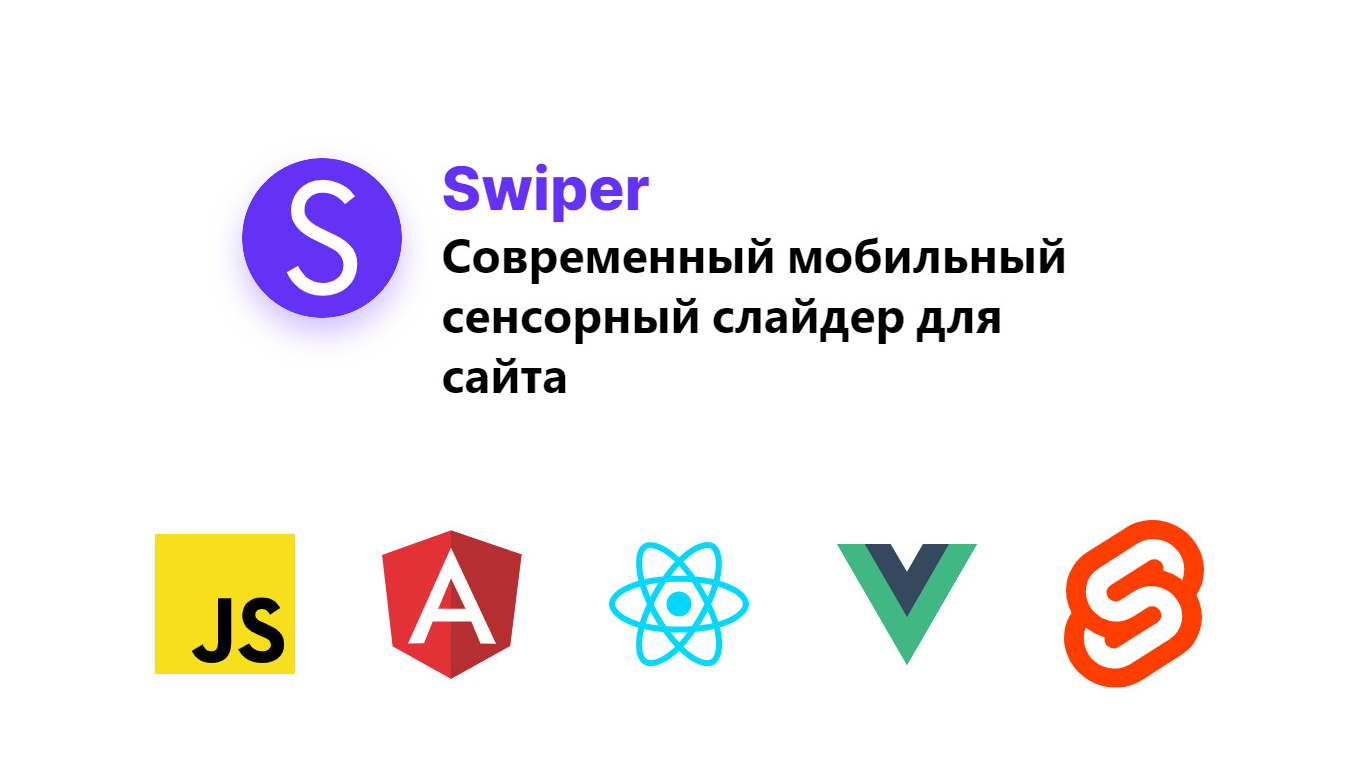 S
Swiper
Современный мобильный
сенсорный слайдер для
сайта
JS